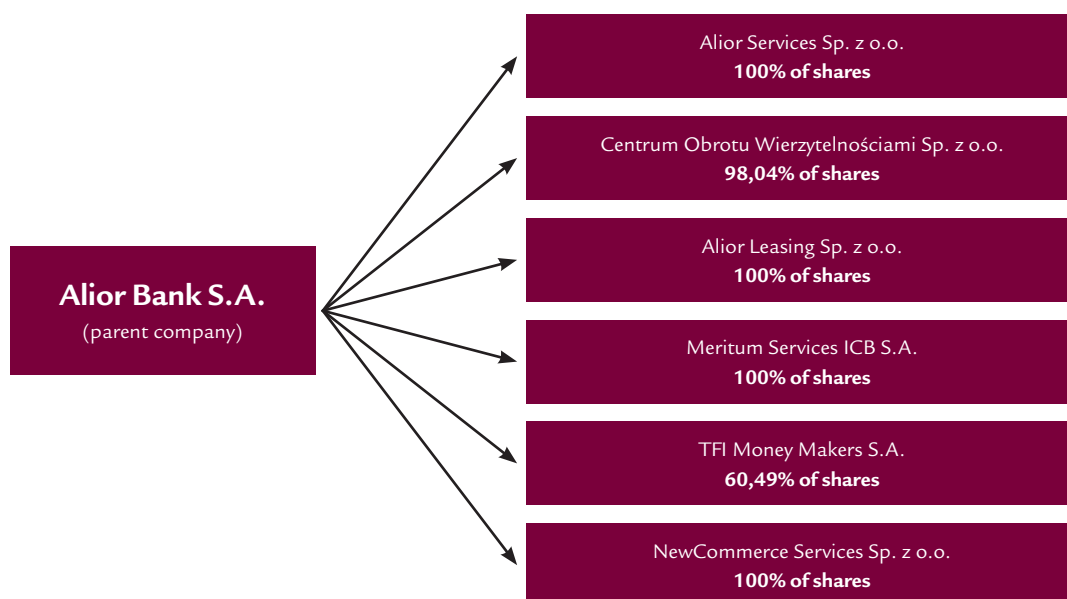 Alior Bank S.A.
(parent company)
Alior Services Sp. z o.o.
100% of shares
Centrum Obrotu Wierzytelnościami Sp. z o.o.
98,04% of shares
Alior Leasing Sp. z o.o.
100% of shares
Meritum Services ICB S.A.
100% of shares
TFI Money Makers S.A.
60,49% of shares
NewCommerce Services Sp. z o.o.
100% of shares